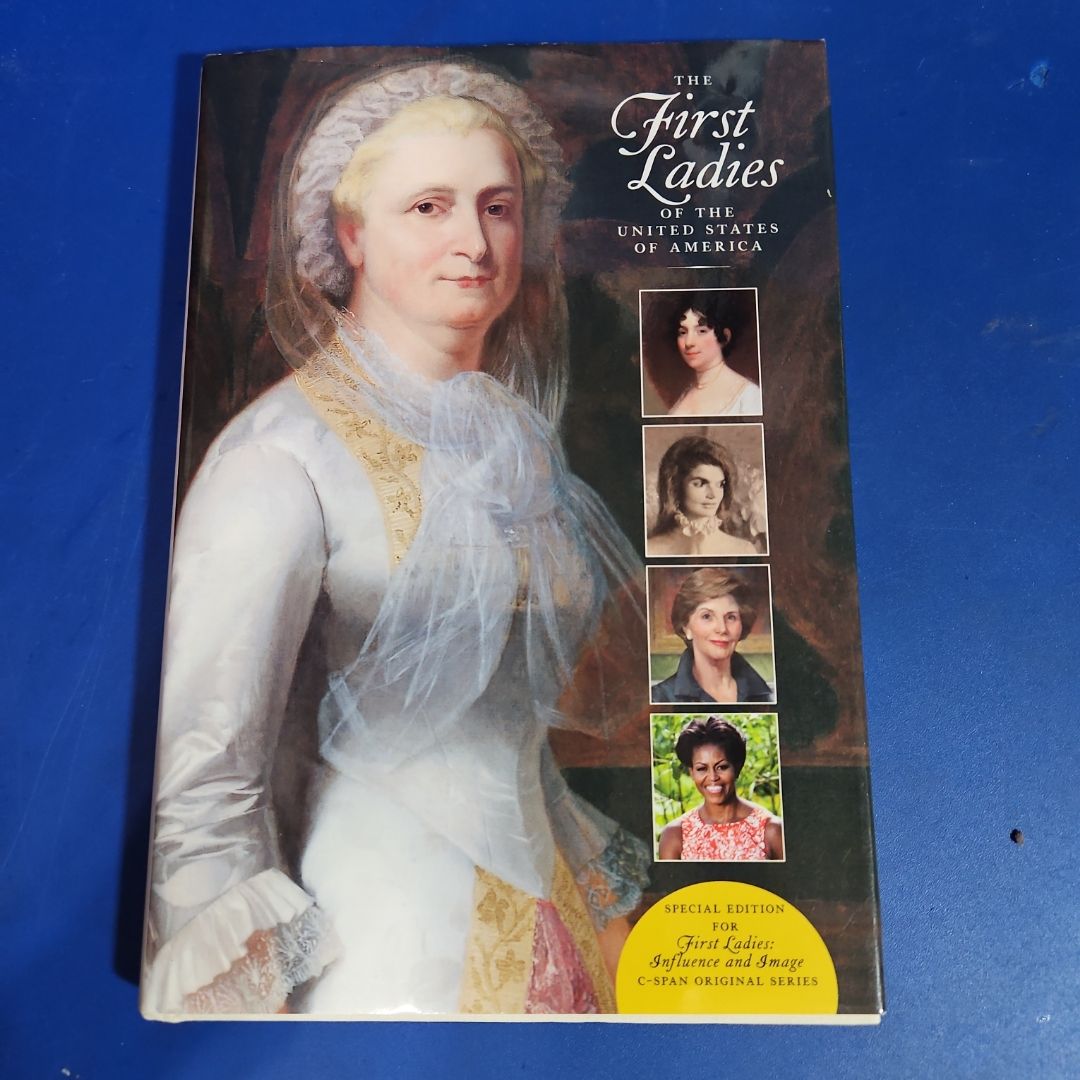 THE
First
Ladies
OF THE
UNITED STATES
OF AMERICA
SPECIAL EDITION
FOR
First Ladies:
Influence and Image
C-SPAN ORIGINAL SERIES